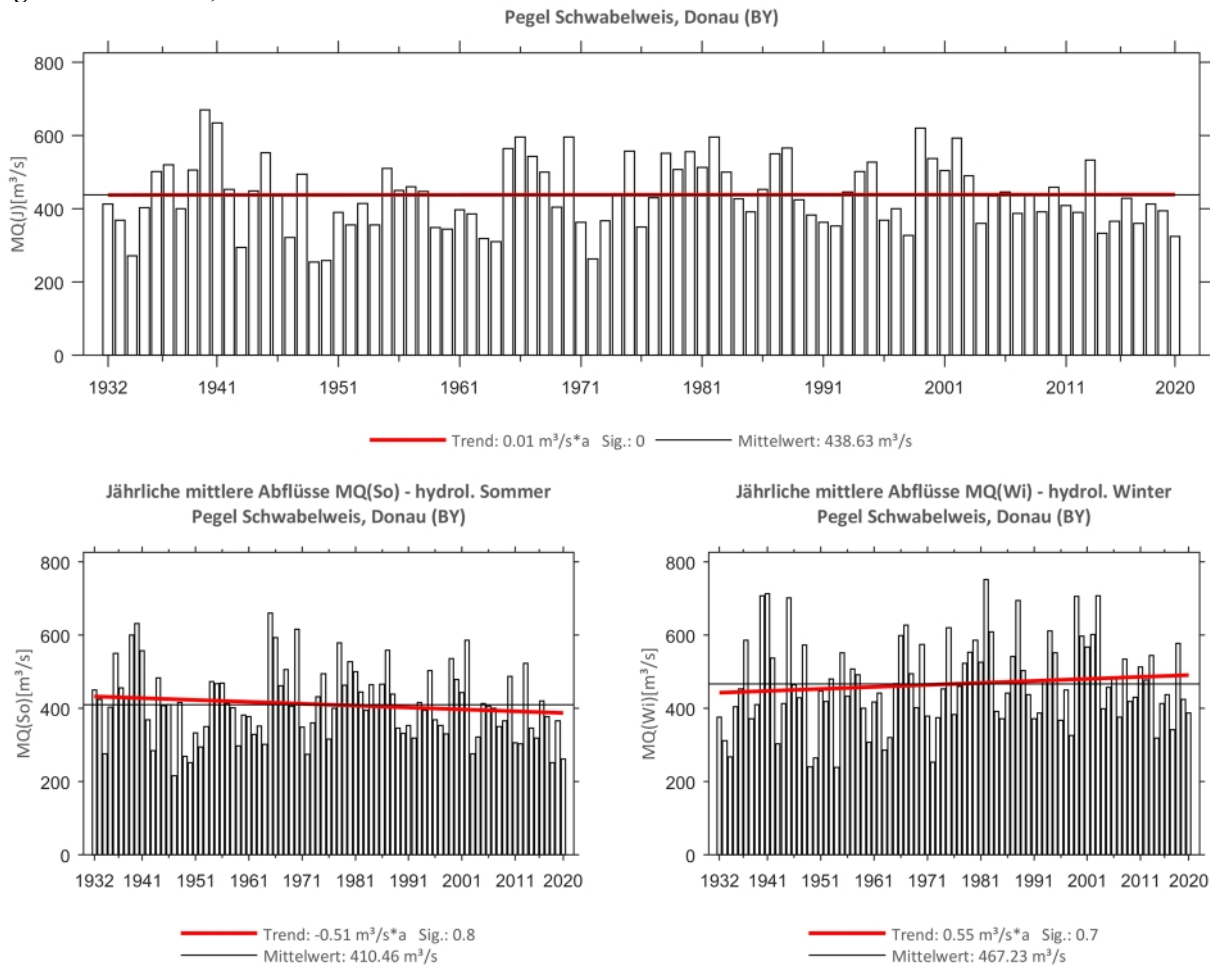 Pegel Schwabelweis, Donau (BY)
MQ(J)[m³/s]
800
600
400
200
0
1932 1941 1951 1961 1971 1981 1991 2001 2011 2020
Trend: 0.01 m³/s*a Sig.: 0 Mittelwert: 438.63 m³/s
Jährliche mittlere Abflüsse MQ(So) - hydrol. Sommer
Pegel Schwabelweis, Donau (BY)
MQ(So)[m³/s]
800
600
400
200
0
1932 1941 1951 1961 1971 1981 1991 2001 2011 2020
Trend: -0.51 m³/s*a Sig.: 0.8
Mittelwert: 410.46 m³/s
Jährliche mittlere Abflüsse MQ(Wi) - hydrol. Winter
Pegel Schwabelweis, Donau (BY)
MQ(Wi)[m³/s]
800
600
400
200
0
1932 1941 1951 1961 1971 1981 1991 2001 2011 2020
Trend: 0.55 m³/s*a Sig.: 0.7
Mittelwert: 467.23 m³/s